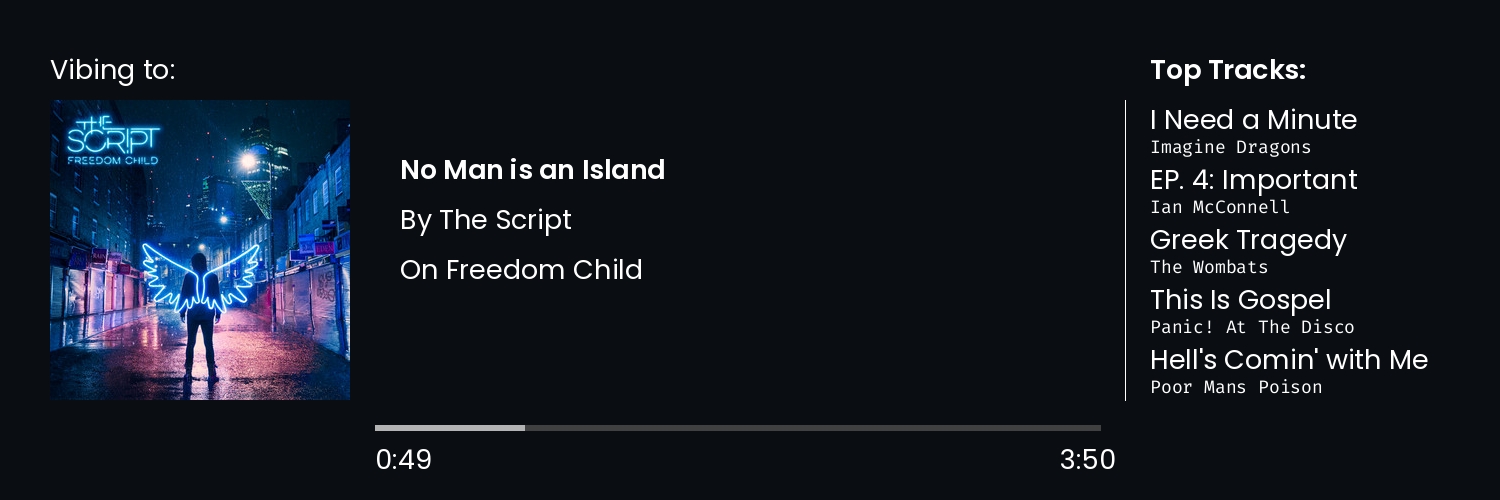 Vibing to:
THE
SCRIPT
FREEDOM CHILD
No Man is an Island
By The Script
On Freedom Child
0:49
3:50
Top Tracks:
I Need a Minute
Imagine Dragons
EP. 4: Important
Ian McConnell
Greek Tragedy
The Wombats
This Is Gospel
Panic! At The Disco
Hell's Comin' with Me
Poor Mans Poison